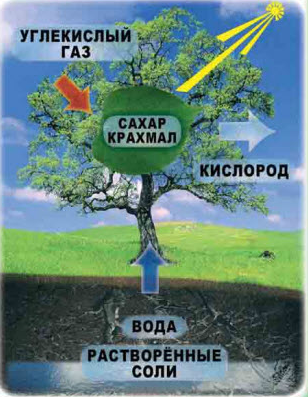 УГЛЕКИСЛЫЙ
ГАЗ
САХАР
КРАХМАЛ
КИСЛОРОД
ВОДА
РАСТВОРЁННЫЕ
СОЛИ